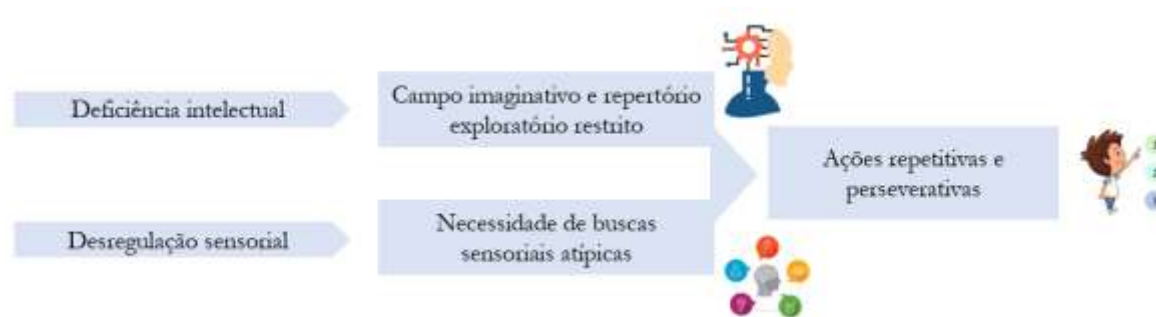 Deficiência intelectual
Campo imaginativo e repertório
exploratório restrito
Ações repetitivas e
perseverativas
Desregulação sensorial
Necessidade de buscas
sensoriais atípicas